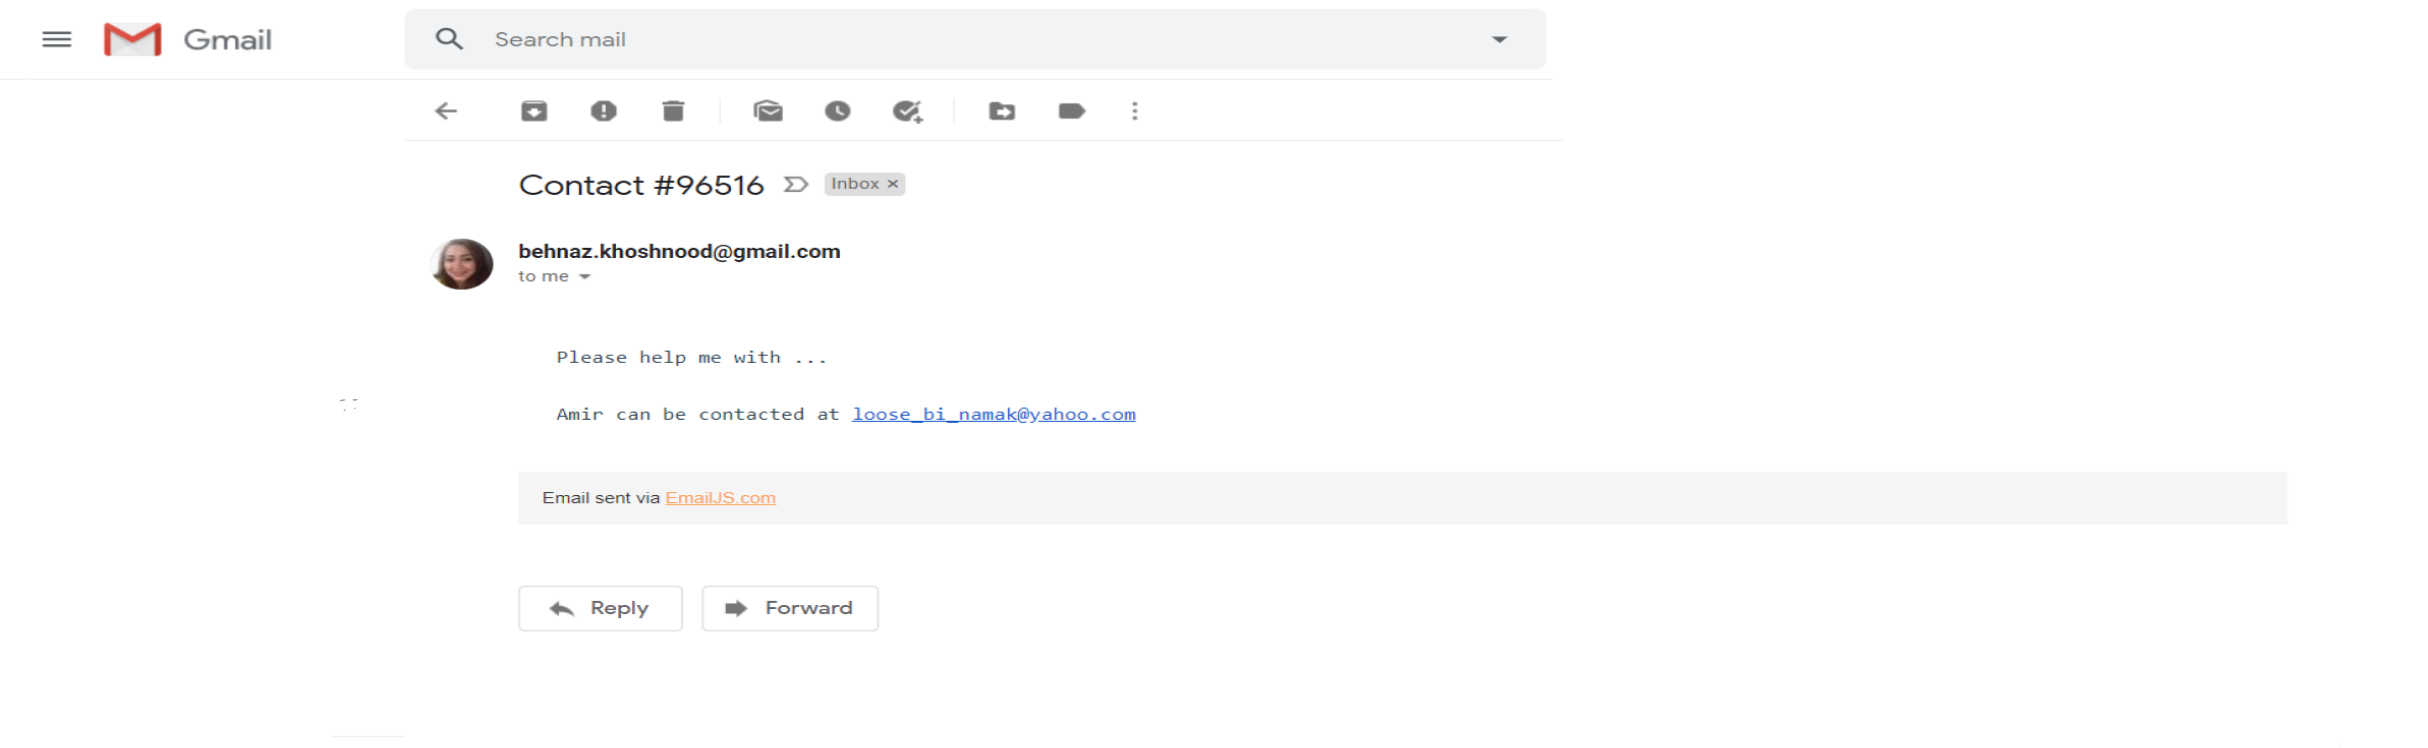 Gmail
Search mail
Contact #96516 Inbox ×
behnaz.khoshnood@gmail.com
to me
Please help me with ...
Amir can be contacted at loose_bi_namak@yahoo.com
Email sent via EmailJS.com
Reply Forward